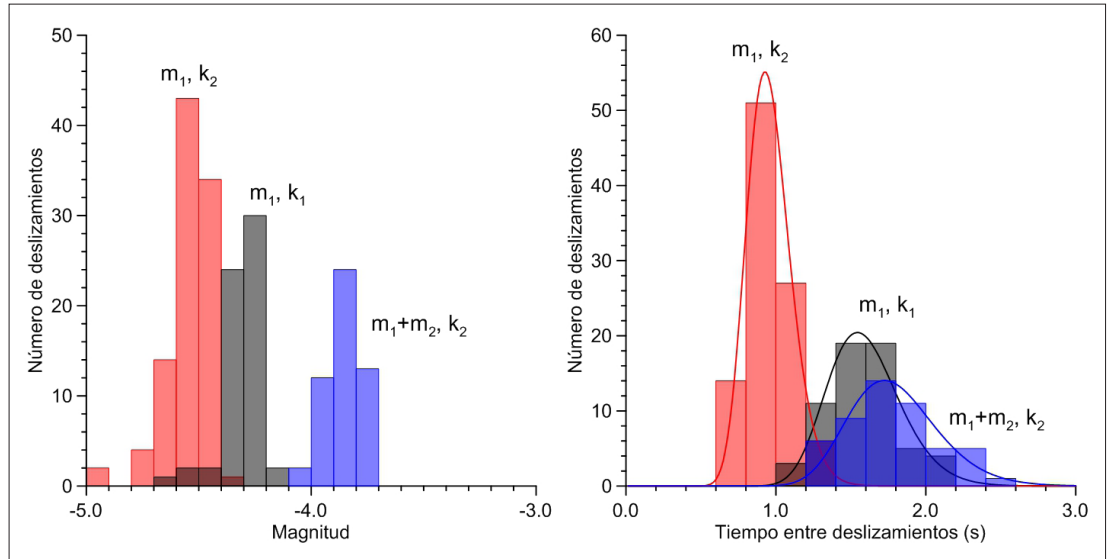 50
40
30
20
10
0
Número de deslizamientos
m₁, k₂
m₁, k₁
m₁+m₂, k₂
-5.0
-4.0
-3.0
Magnitud
60
50
40
30
20
10
0
Número de deslizamientos
m₁, k₂
m₁, k₁
m₁+m₂, k₂
0.0
1.0
2.0
3.0
Tiempo entre deslizamientos (s)